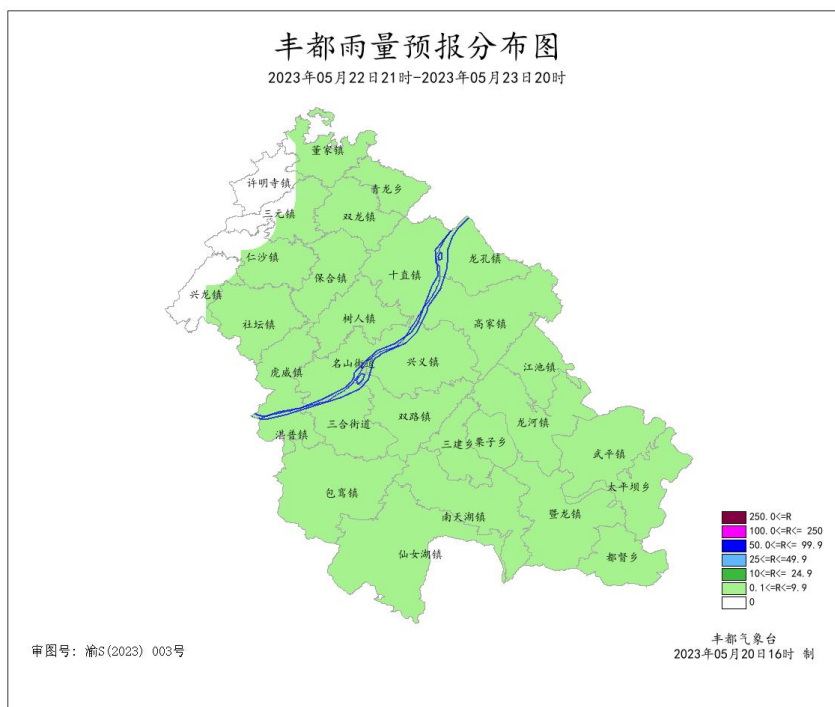 丰都雨量预报分布图
2023年05月22日21时-2023年05月23日20时
董家镇
许明寺镇
青龙乡
三元镇
双龙镇
仁沙镇
龙孔镇
保合镇
十直镇
兴龙镇
树人镇
社坛镇
高家镇
名山街道
兴义镇
虎威镇
江池镇
双路镇
三合街道
龙河镇
湛普镇
三建乡
栗子乡
武平镇
太平坝乡
包鸾镇
南天湖镇
暨龙镇
仙女湖镇
都督乡
250.0<=R
100.0<=R<= 250
50.0<=R<= 99.9
25<=R<=49.9
10<=R<= 24.9
0.1<=R<=9.9
0
丰都气象台
审图号: 渝S(2023) 003号
2023年05月20日16时 制